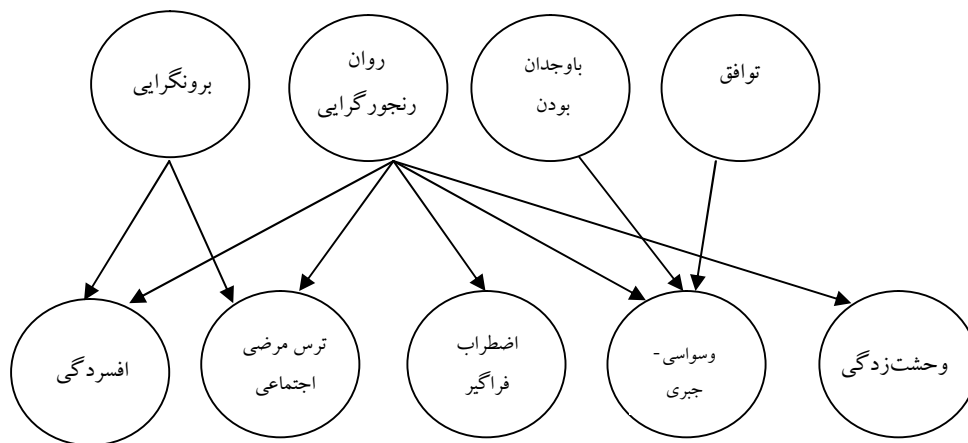 برونگرایی
روان
رنجورگرایی
باوجدان
بودن
توافق
افسردگی
ترس مرضی
اجتماعی
اضطراب
فراگیر
وسواسی-
جبری
وحشت‌زدگی